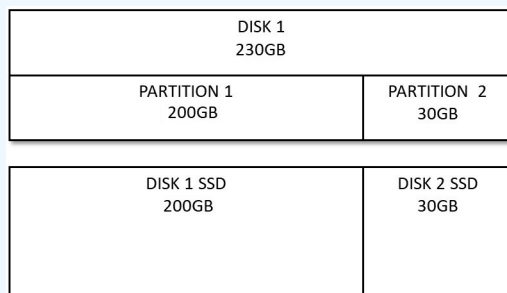 DISK 1
230GB
PARTITION 1
200GB
PARTITION 2
30GB
DISK 1 SSD
200GB
DISK 2 SSD
30GB